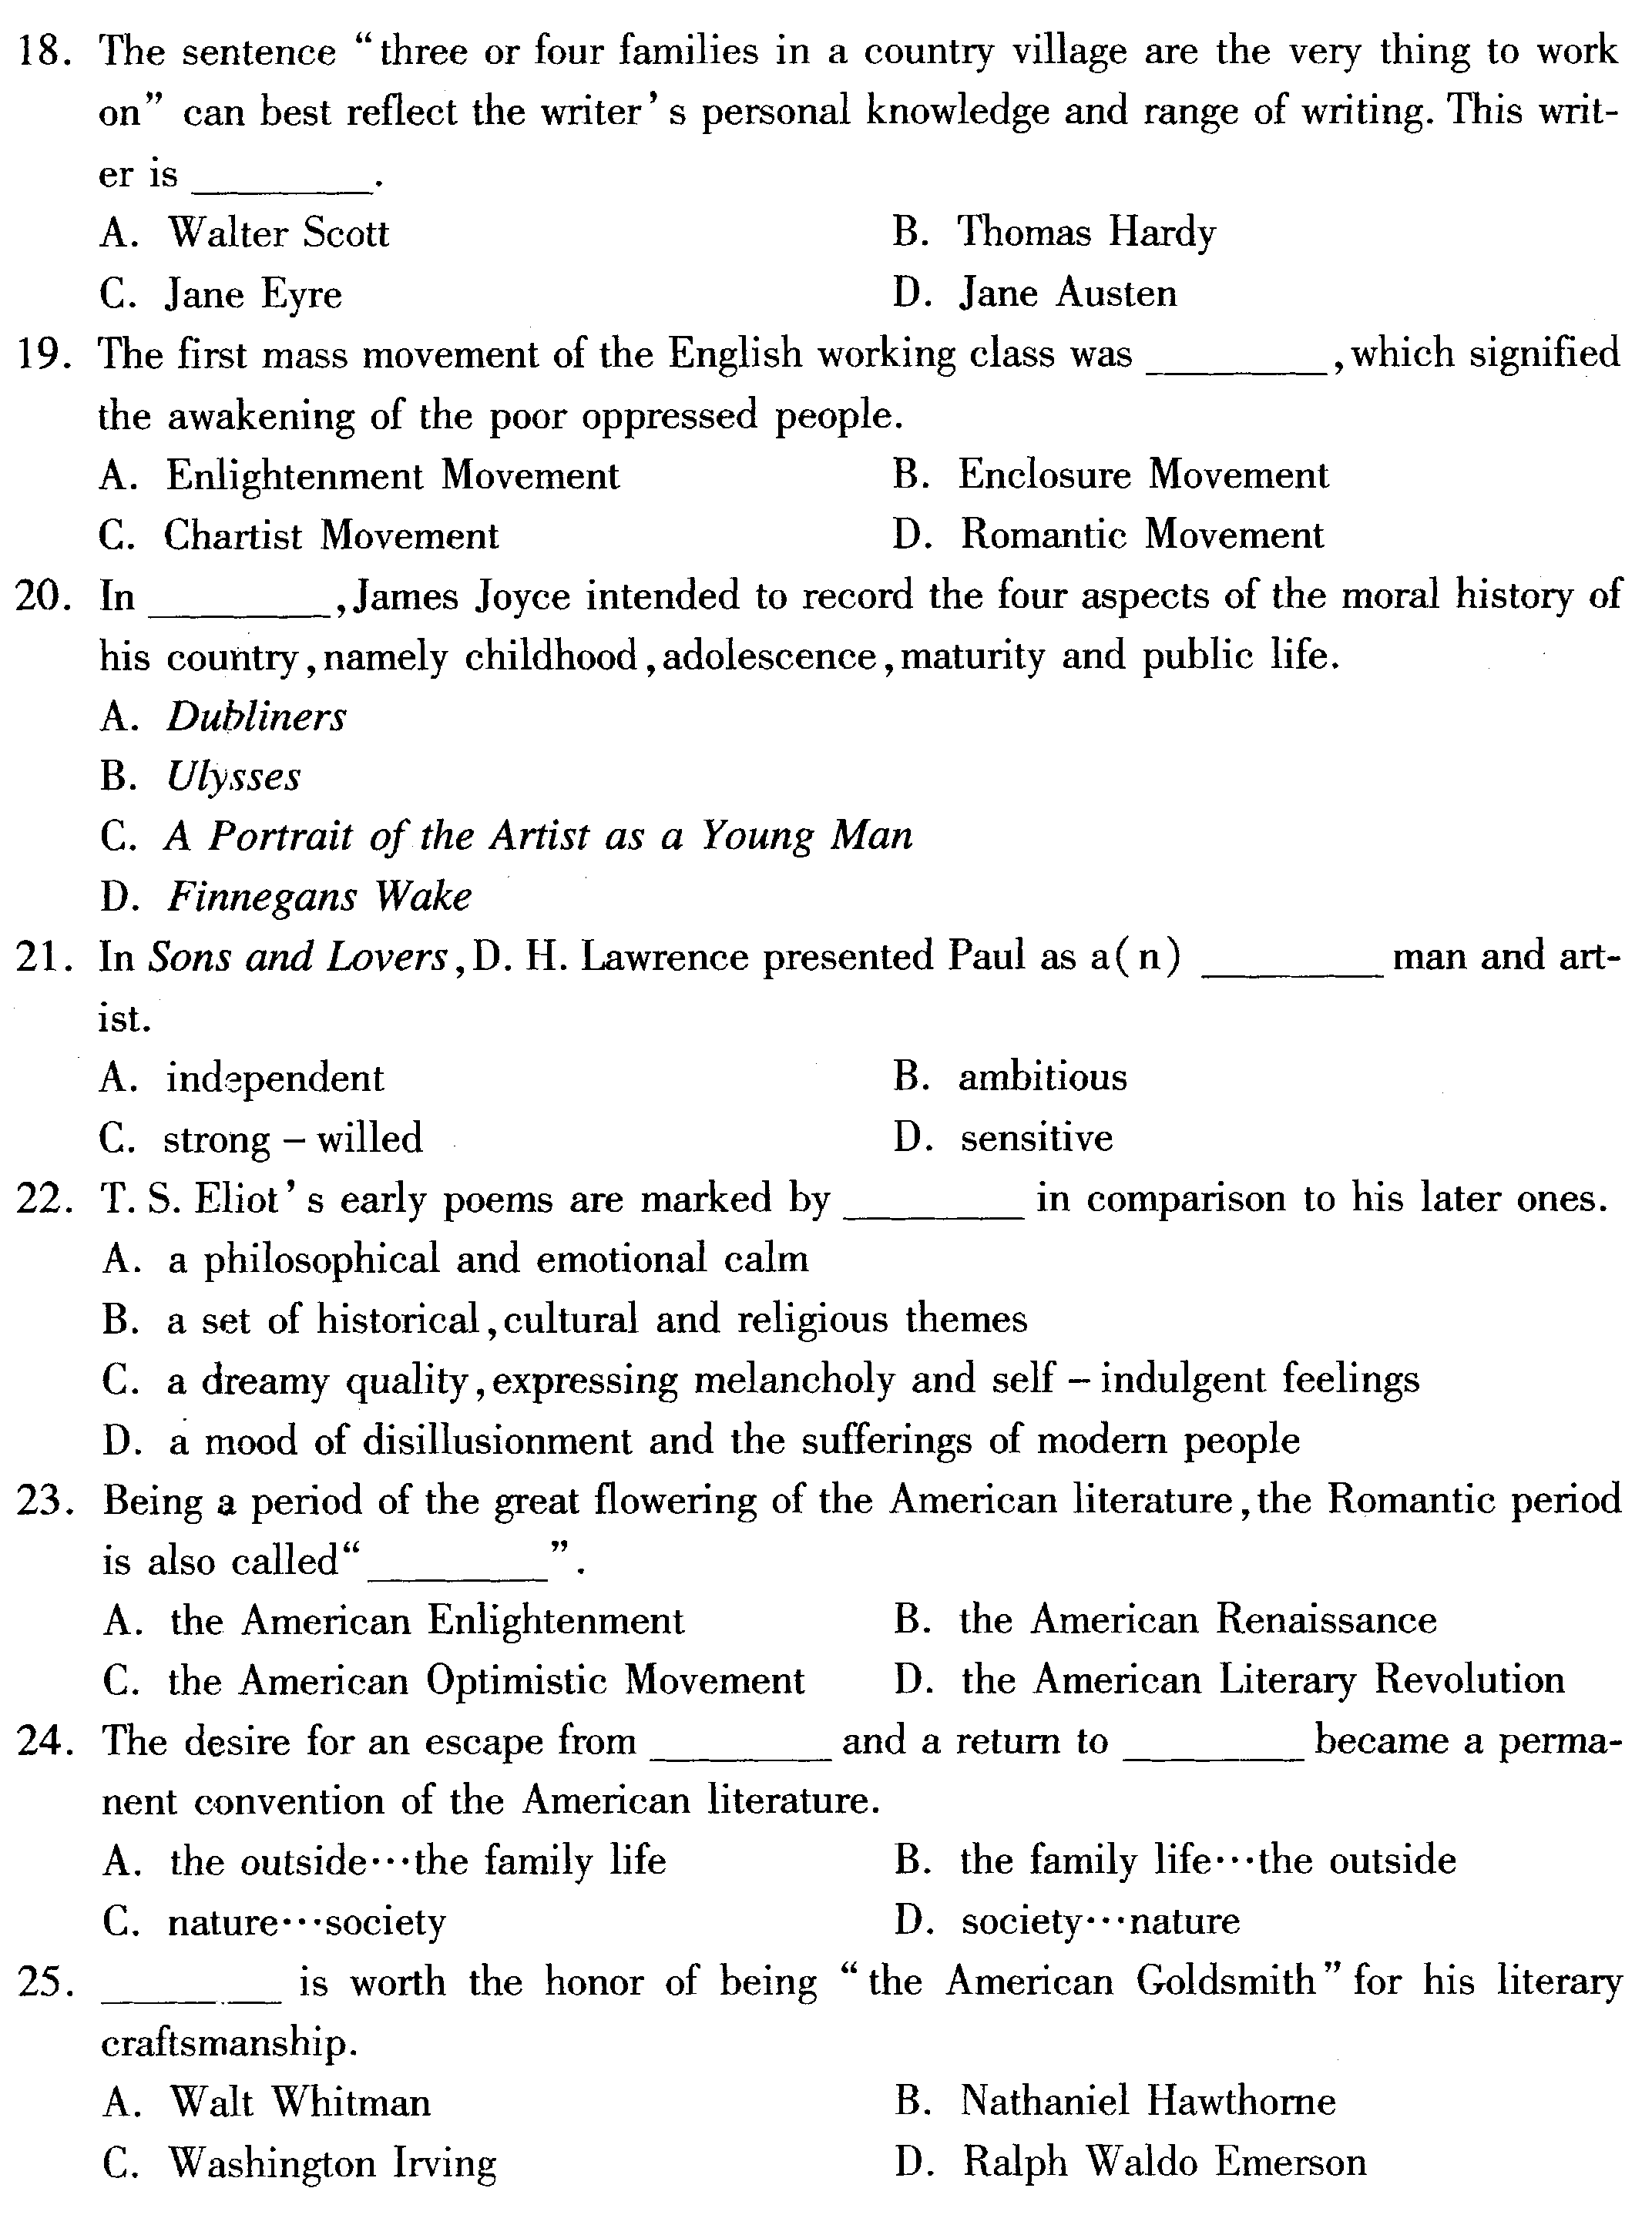 18. The sentence “three or four families in a country village are the very thing to work
on” can best reflect the writer’s personal knowledge and range of writing. This writ-
er is ________.
A. Walter Scott B. Thomas Hardy
C. Jane Eyre D. Jane Austen
19. The first mass movement of the English working class was ________, which signified
the awakening of the poor oppressed people.
A. Enlightenment Movement B. Enclosure Movement
C. Chartist Movement D. Romantic Movement
20. In ________, James Joyce intended to record the four aspects of the moral history of
his country, namely childhood, adolescence, maturity and public life.
A. Dubliners
B. Ulysses
C. A Portrait of the Artist as a Young Man
D. Finnegans Wake
21. In Sons and Lovers, D. H. Lawrence presented Paul as a(n) ________ man and art-
ist.
A. independent B. ambitious
C. strong – willed D. sensitive
22. T. S. Eliot’s early poems are marked by ________ in comparison to his later ones.
A. a philosophical and emotional calm
B. a set of historical, cultural and religious themes
C. a dreamy quality, expressing melancholy and self – indulgent feelings
D. a mood of disillusionment and the sufferings of modern people
23. Being a period of the great flowering of the American literature, the Romantic period
is also called “________”.
A. the American Enlightenment B. the American Renaissance
C. the American Optimistic Movement D. the American Literary Revolution
24. The desire for an escape from ________ and a return to ________ became a perma-
nent convention of the American literature.
A. the outside···the family life B. the family life···the outside
C. nature···society D. society···nature
25. ________ is worth the honor of being “the American Goldsmith” for his literary
craftsmanship.
A. Walt Whitman B. Nathaniel Hawthorne
C. Washington Irving D. Ralph Waldo Emerson